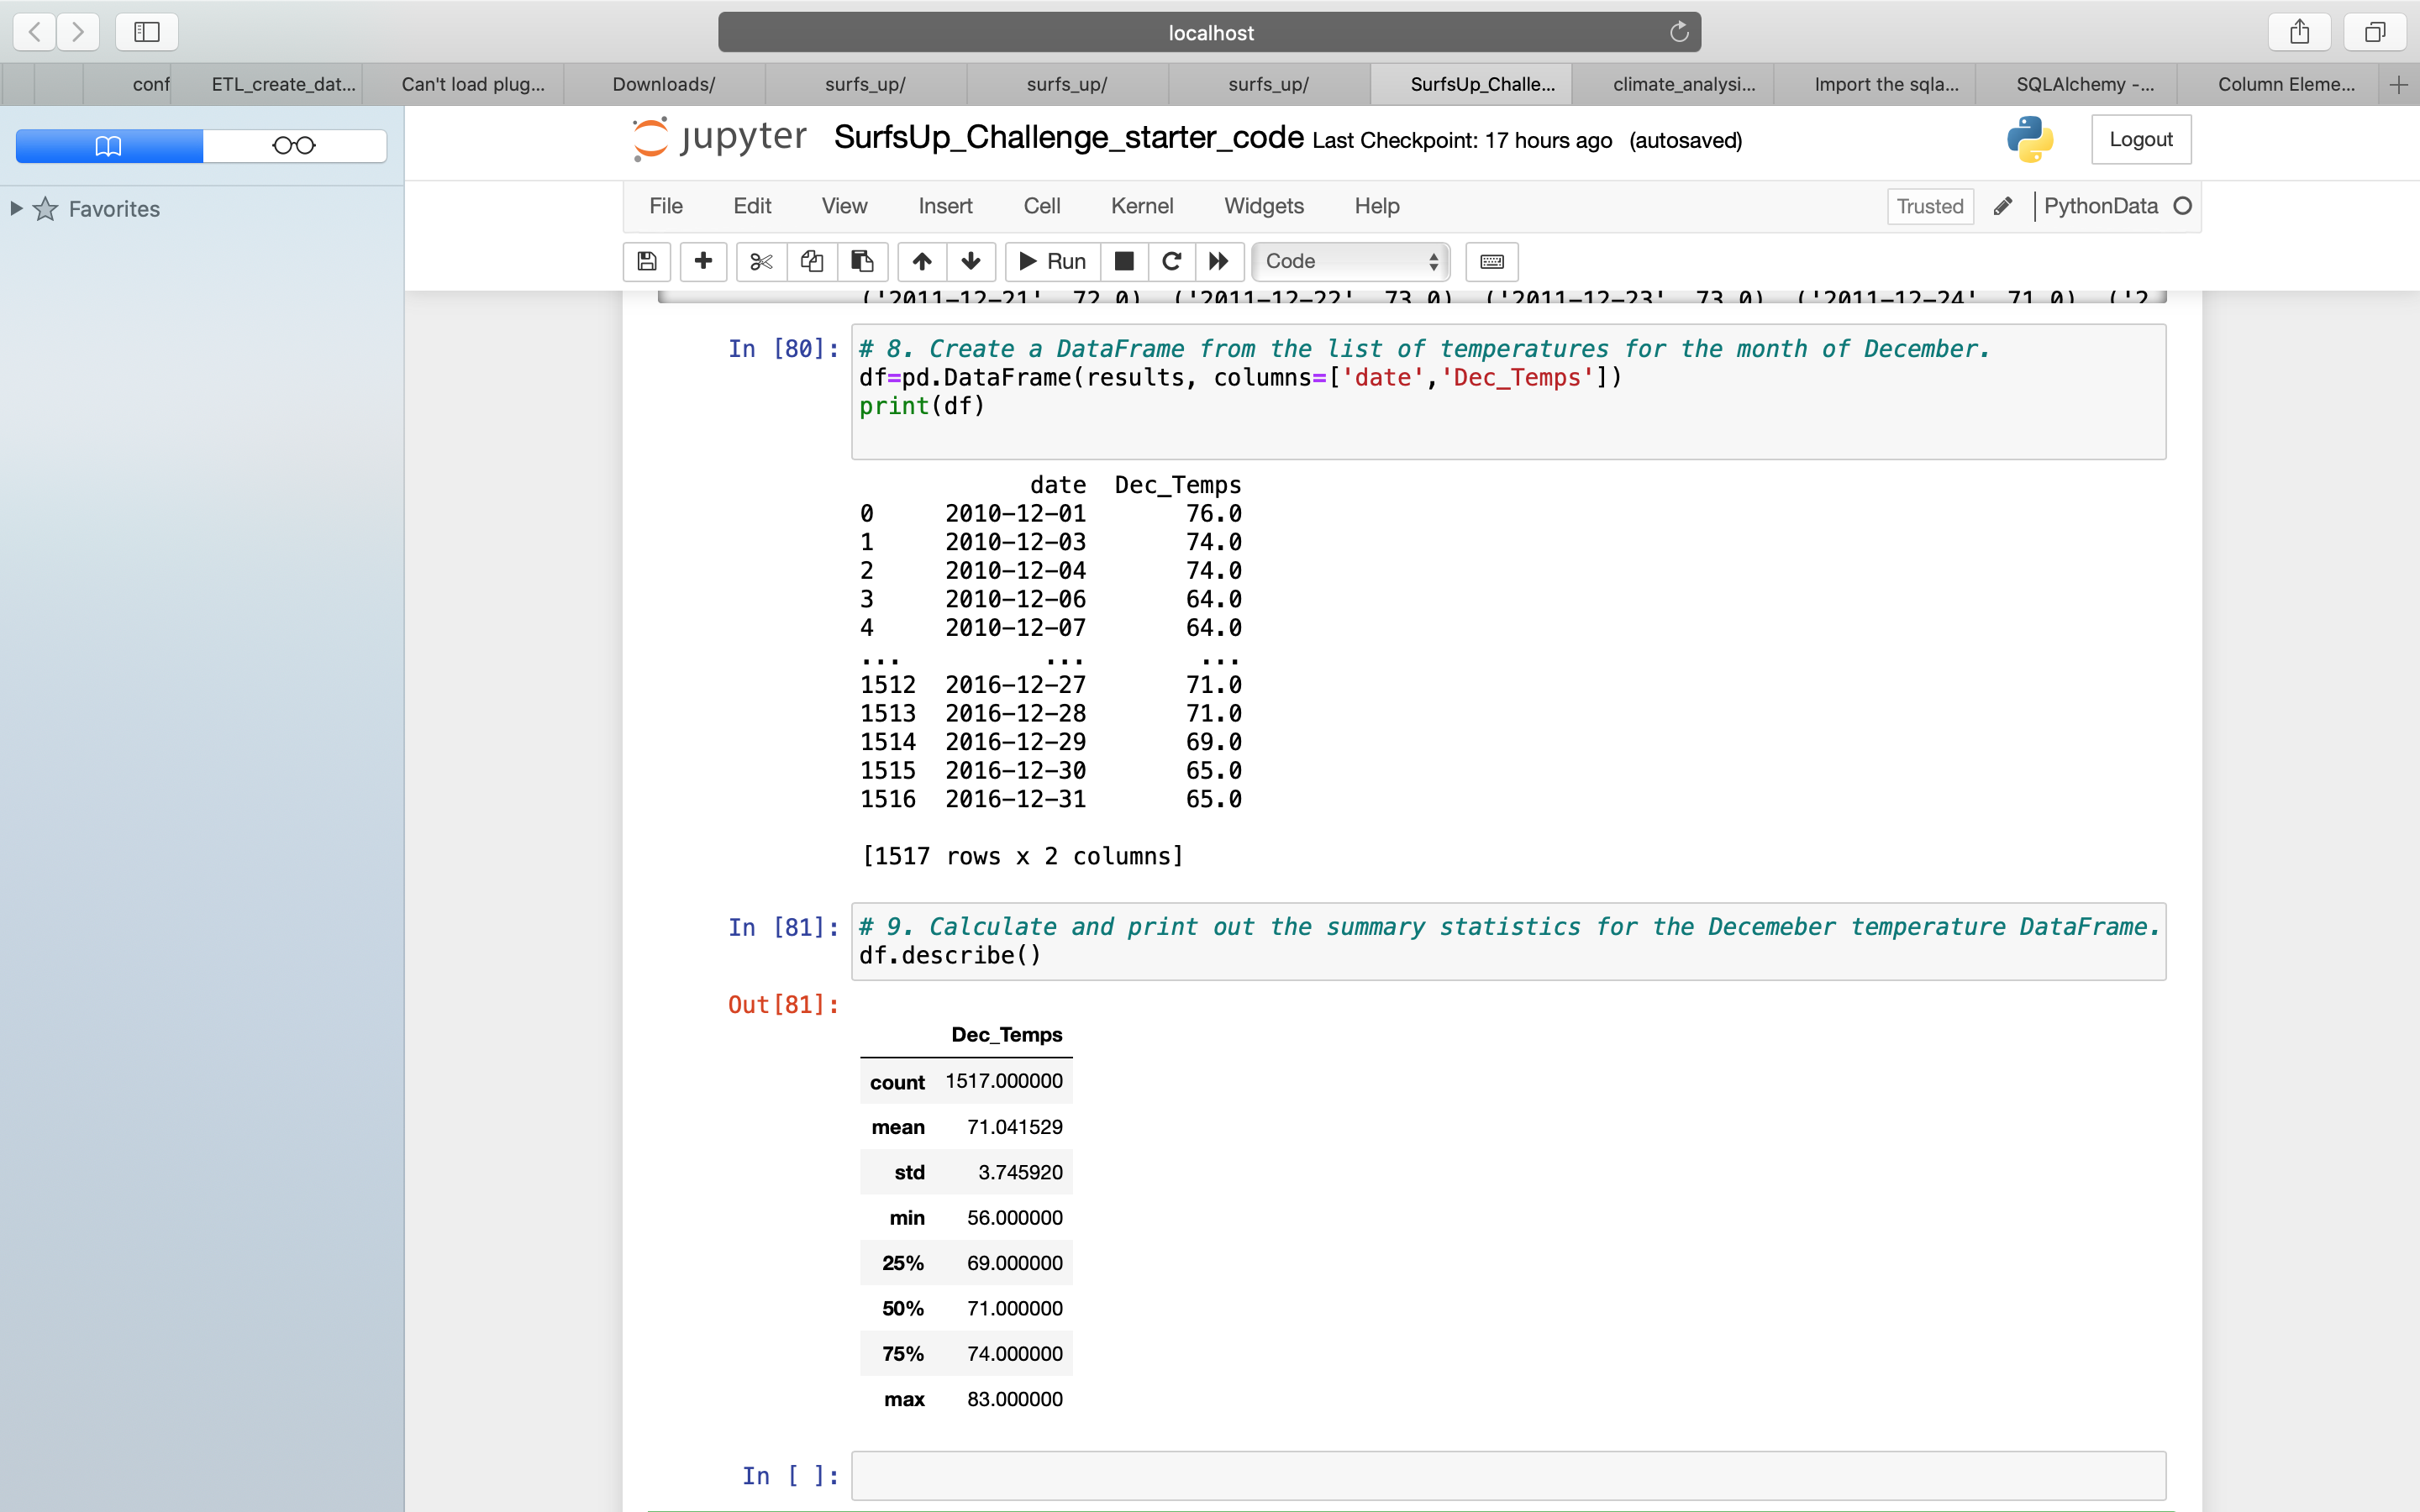 localhost
conf
ETL_create_dat...
Can't load plug...
Downloads/
surfs_up/
surfs_up/
surfs_up/
SurfsUp_Challe...
climate_analysi...
Import the sqla...
SQLAlchemy -...
Column Eleme...
Favorites
jupyter SurfsUp_Challenge_starter_code Last Checkpoint: 17 hours ago (autosaved)
Logout
File Edit View Insert Cell Kernel Widgets Help
Trusted PythonData
Run Code
('2011-12-21' 72.0) ('2011-12-22' 73.0) ('2011-12-23' 73.0) ('2011-12-24' 71.0) ('2
In [80]: # 8. Create a DataFrame from the list of temperatures for the month of December.
df=pd.DataFrame(results, columns=['date','Dec_Temps'])
print(df)
date Dec_Temps
0 2010-12-01 76.0
1 2010-12-03 74.0
2 2010-12-04 74.0
3 2010-12-06 64.0
4 2010-12-07 64.0
... ... ...
1512 2016-12-27 71.0
1513 2016-12-28 71.0
1514 2016-12-29 69.0
1515 2016-12-30 65.0
1516 2016-12-31 65.0
[1517 rows x 2 columns]
In [81]: # 9. Calculate and print out the summary statistics for the Decemeber temperature DataFrame.
df.describe()
Out[81]:
Dec_Temps
count 1517.000000
mean 71.041529
std 3.745920
min 56.000000
25% 69.000000
50% 71.000000
75% 74.000000
max 83.000000
In [ ]: